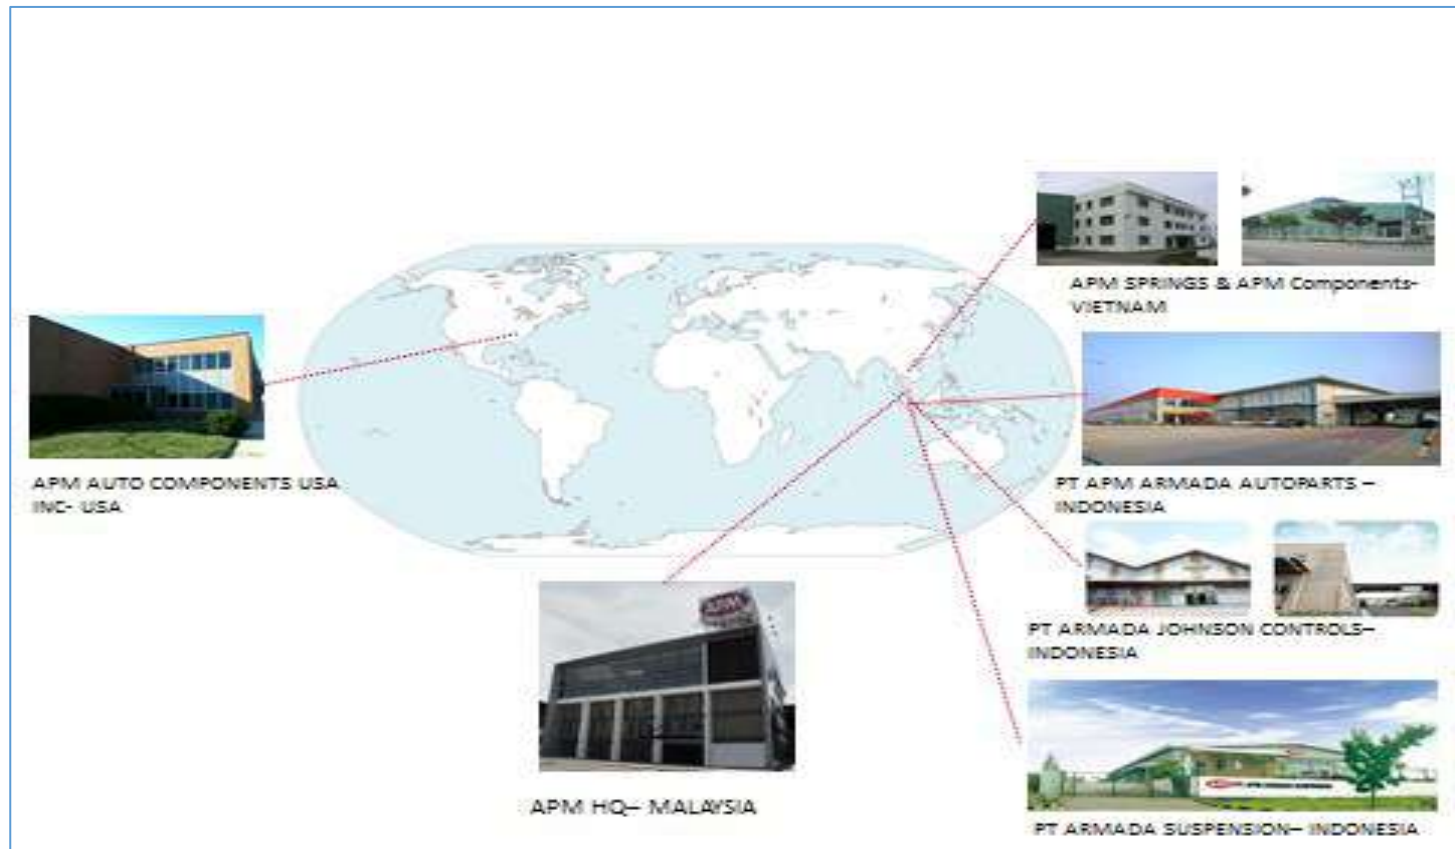 APM SPRINGS & APM Components-
VIETNAM
APM AUTO COMPONENTS USA
INC- USA
PT APM ARMADA AUTOPARTS –
INDONESIA
PT ARMADA JOHNSON CONTROLS–
INDONESIA
APM
APM HQ– MALAYSIA
PT ARMADA SUSPENSION– INDONESIA